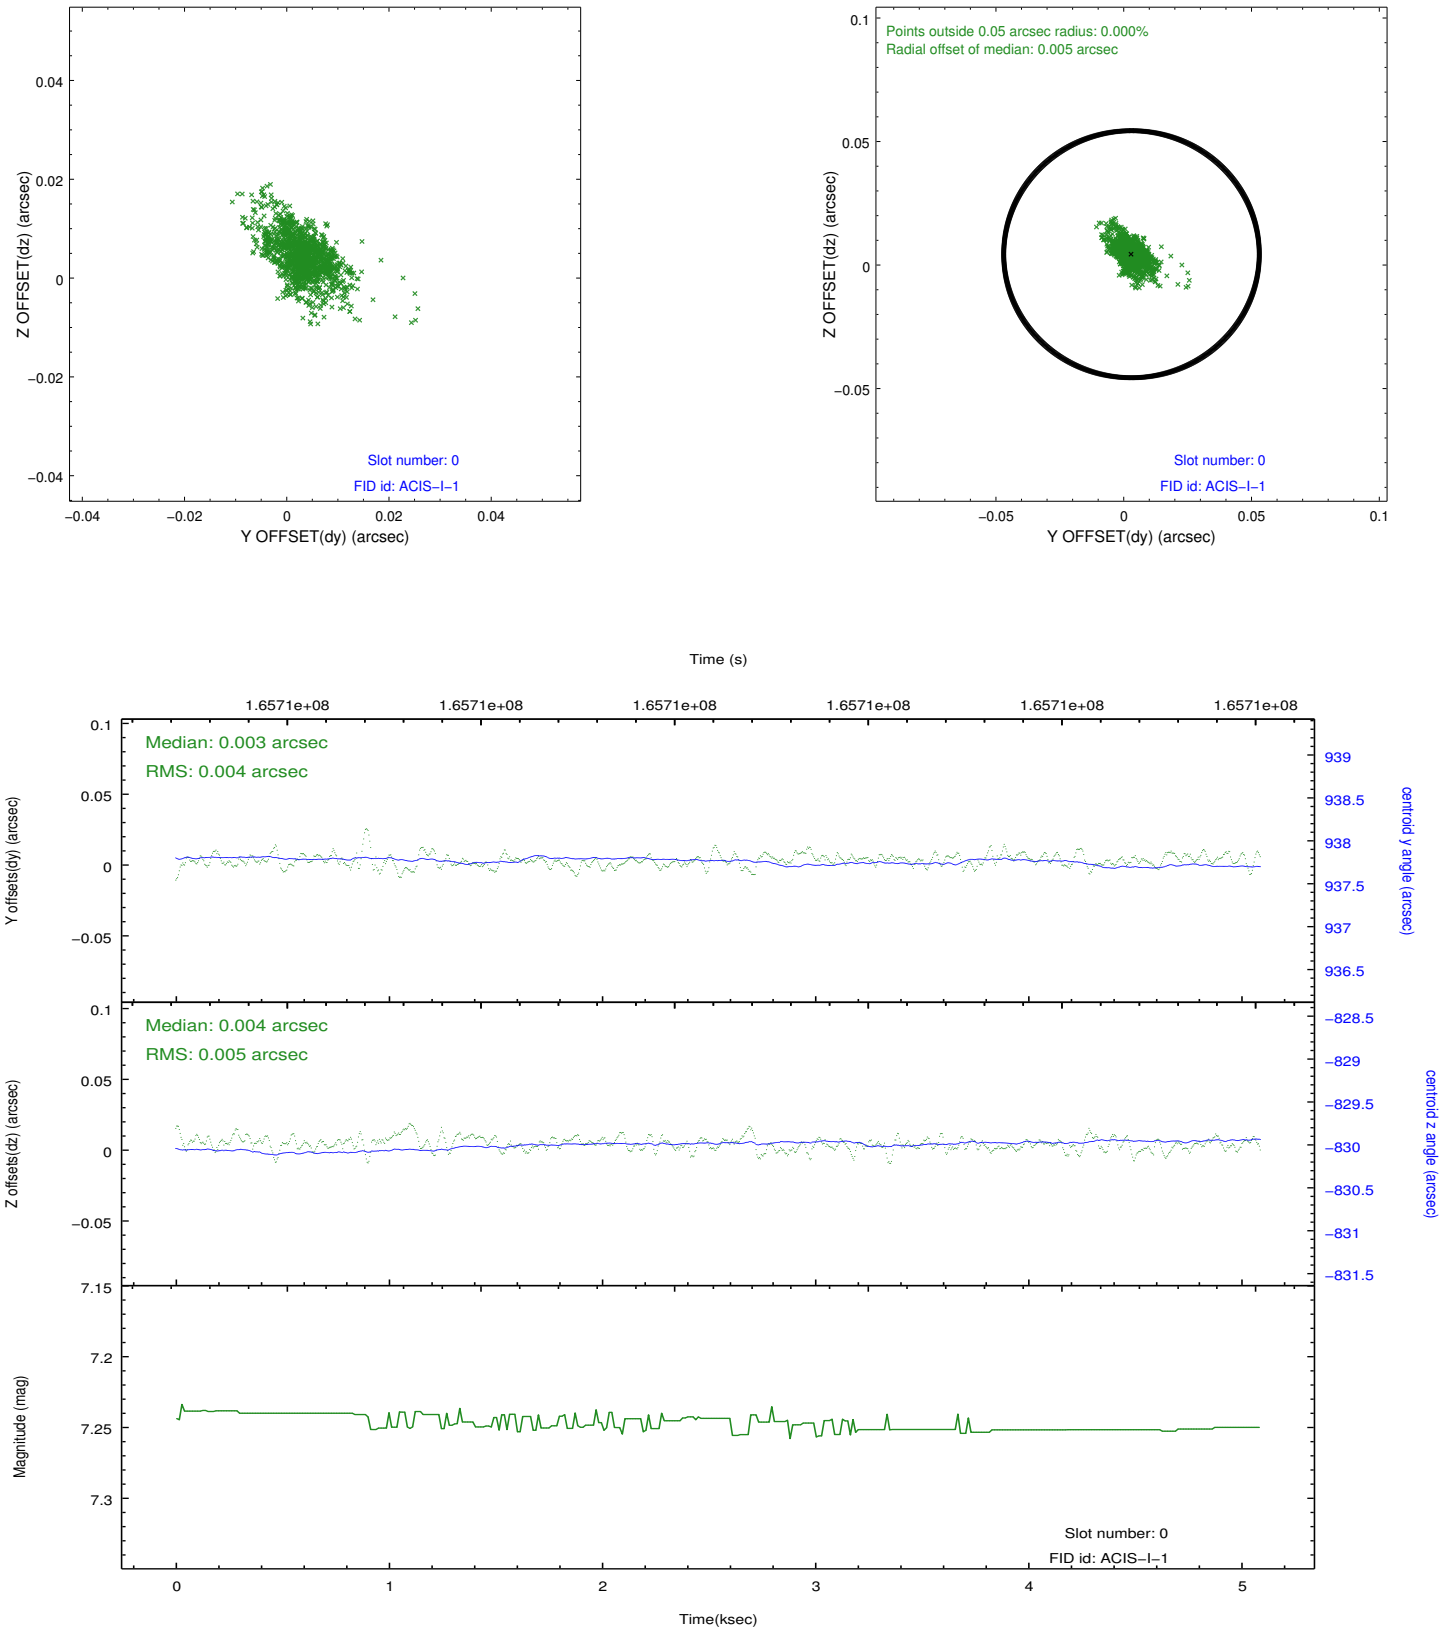 0.04
0.02
0
−0.02
−0.04
Z OFFSET(dz) (arcsec)
Slot number: 0
FID id: ACIS−I−1
−0.04
−0.02
0
0.02
0.04
Y OFFSET(dy) (arcsec)
Points outside 0.05 arcsec radius: 0.000%
Radial offset of median: 0.005 arcsec
0.1
0.05
0
−0.05
Z OFFSET(dz) (arcsec)
Slot number: 0
FID id: ACIS−I−1
−0.05
0
0.05
0.1
Y OFFSET(dy) (arcsec)
Time (s)
1.6571e+08
1.6571e+08
1.6571e+08
1.6571e+08
1.6571e+08
1.6571e+08
Median: 0.003 arcsec
RMS: 0.004 arcsec
0.1
0.05
0
−0.05
Y offsets(dy) (arcsec)
939
938.5
938
937.5
937
936.5
centroid y angle (arcsec)
Median: 0.004 arcsec
RMS: 0.005 arcsec
0.1
0.05
0
−0.05
Z offsets(dz) (arcsec)
−828.5
−829
−829.5
−830
−830.5
−831
−831.5
centroid z angle (arcsec)
7.15
7.2
7.25
7.3
Magnitude (mag)
Slot number: 0
FID id: ACIS−I−1
0
1
2
3
4
5
Time(ksec)